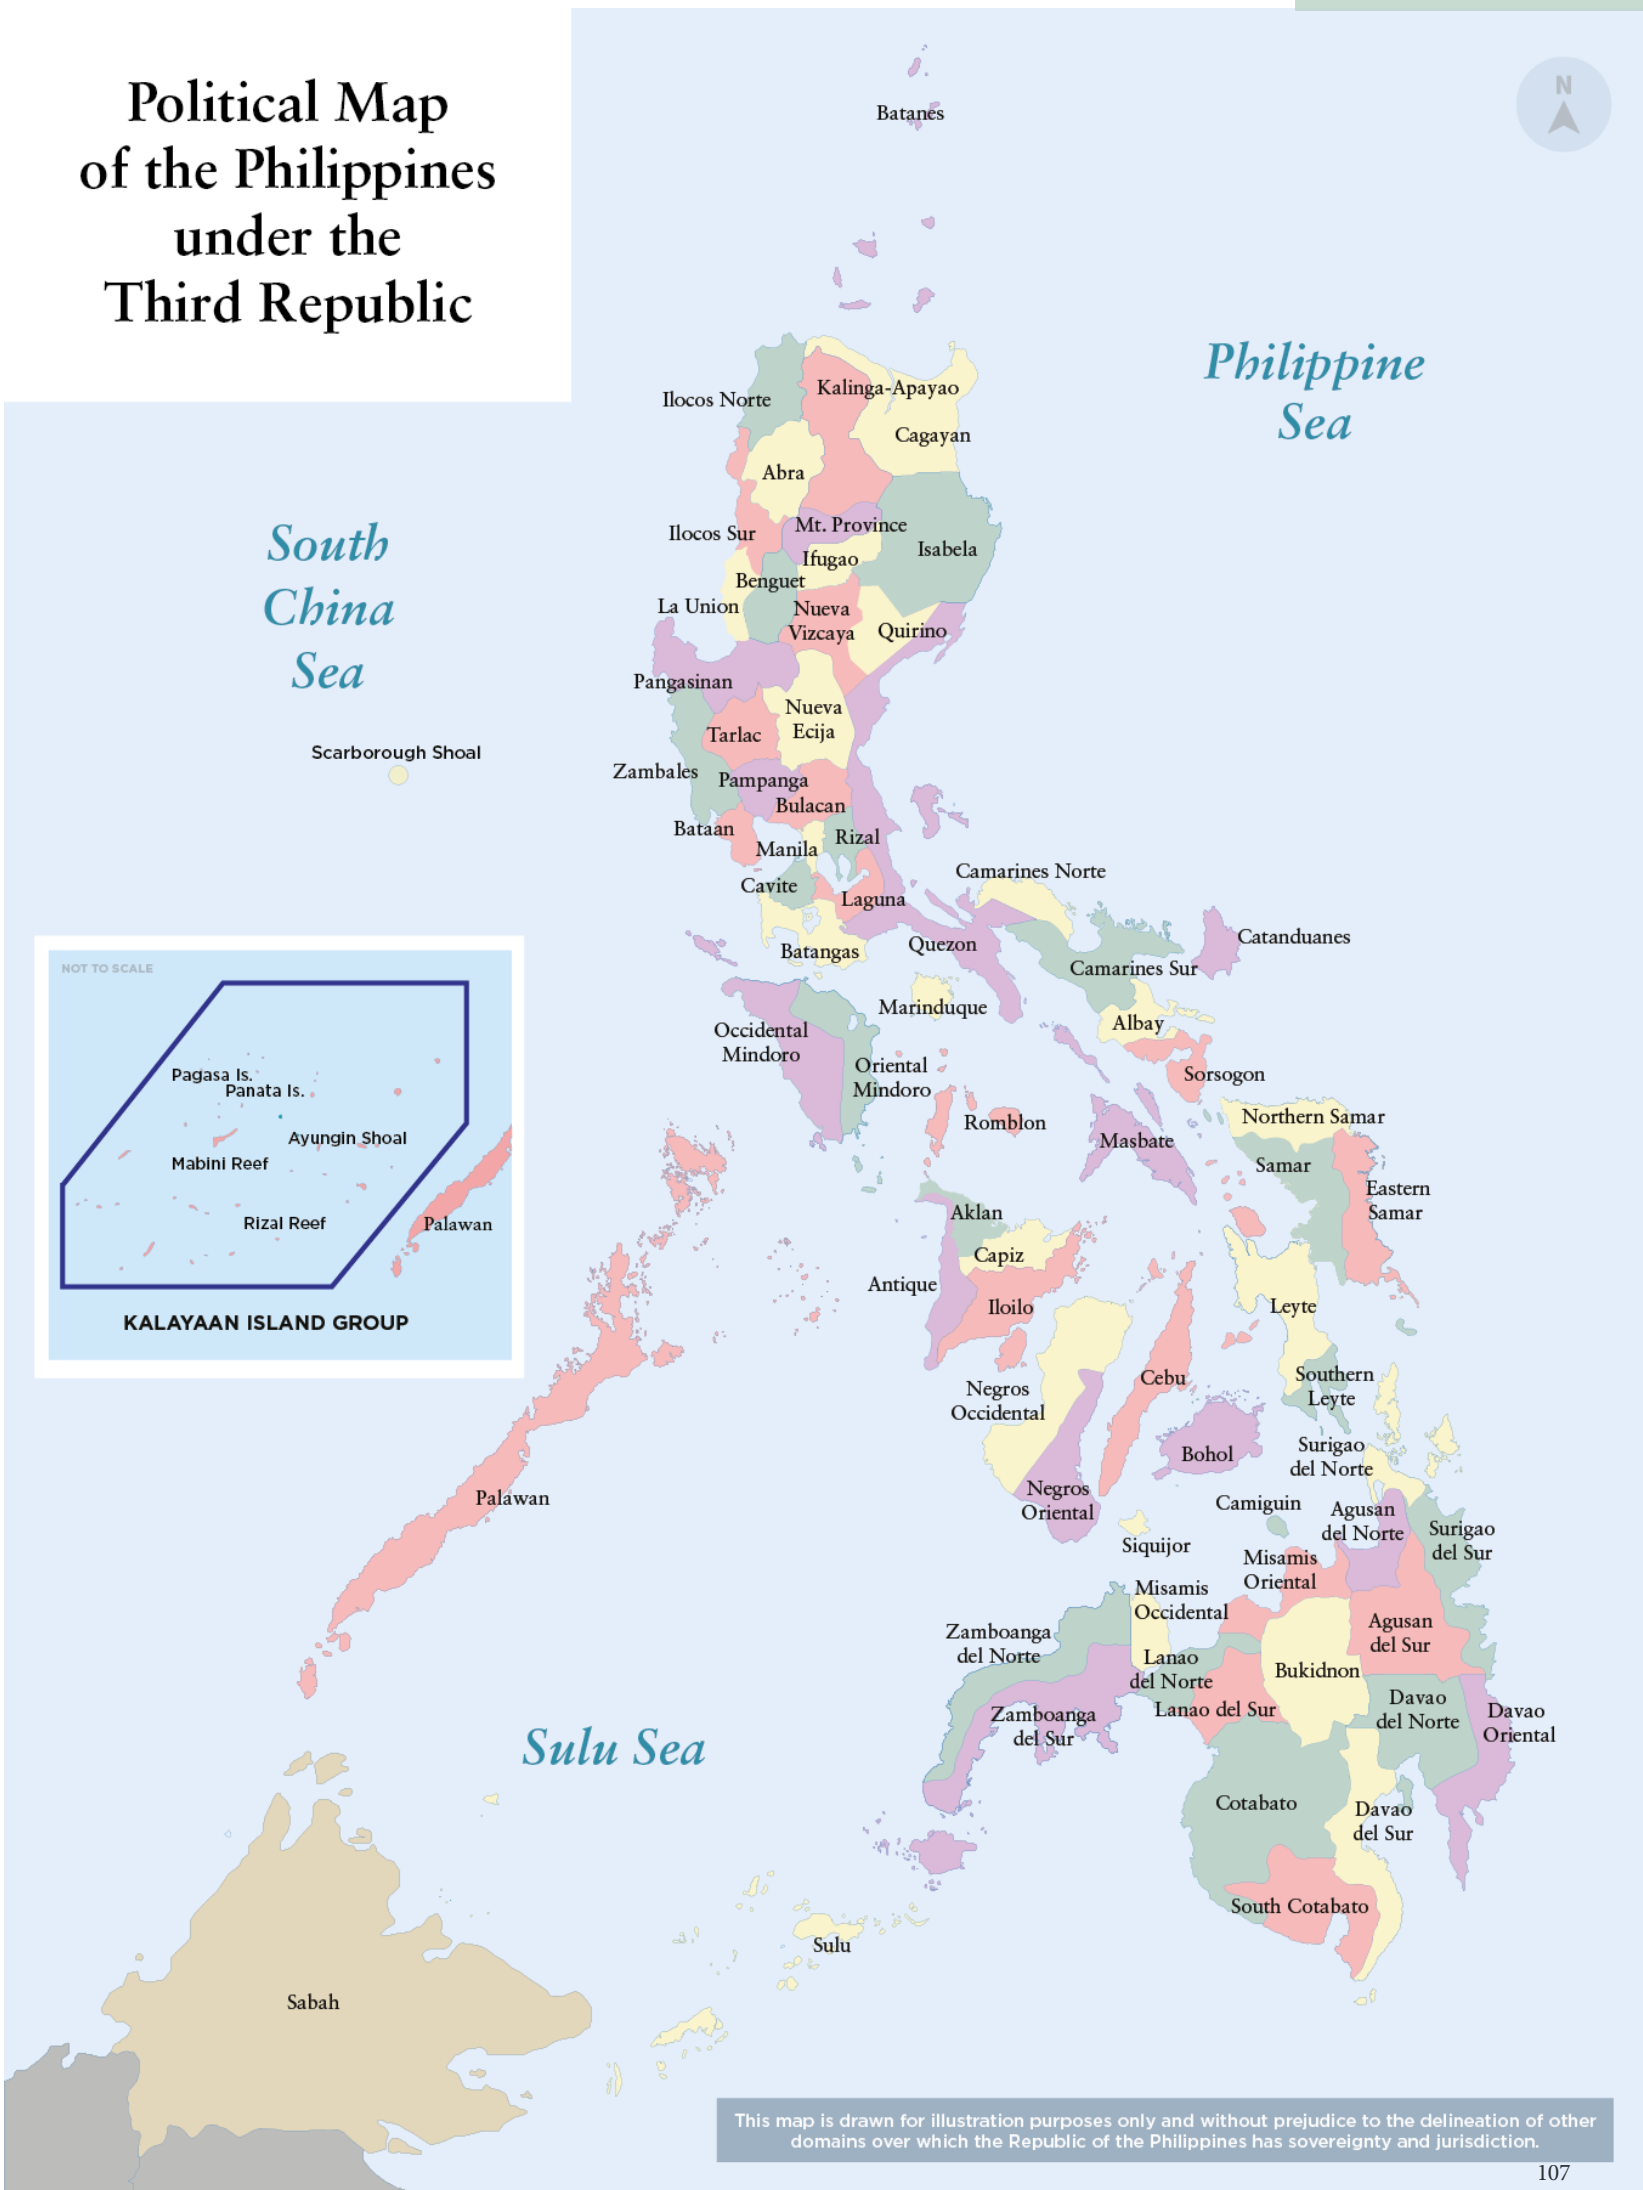 Political Map
of the Philippines
under the
Third Republic
N
Batanes
Philippine
Sea
Ilocos Norte
Kalinga-Apayao
Cagayan
Abra
South
China
Sea
Ilocos Sur
Mt. Province
Isabela
Ifugao
Benguet
La Union
Nueva
Vizcaya
Quirino
Pangasinan
Nueva
Ecija
Tarlac
Scarborough Shoal
Zambales
Pampanga
Bulacan
Bataan
Rizal
Manila
Cavite
Laguna
Camarines Norte
Batangas
Quezon
Catanduanes
Camarines Sur
Marinduque
Albay
Occidental
Mindoro
Oriental
Mindoro
Sorsogon
Romblon
Northern Samar
Masbate
Samar
Eastern
Samar
NOT TO SCALE
Pagasa Is.
Panata Is.
Ayungin Shoal
Mabini Reef
Rizal Reef
Palawan
KALAYAAN ISLAND GROUP
Aklan
Capiz
Antique
Iloilo
Leyte
Cebu
Southern
Leyte
Negros
Occidental
Bohol
Surigao
del Norte
Palawan
Negros
Oriental
Camiguin
Agusan
del Norte
Surigao
del Sur
Siquijor
Misamis
Oriental
Misamis
Occidental
Zamboanga
del Norte
Agusan
del Sur
Lanao
del Norte
Bukidnon
Lanao del Sur
Davao
del Norte
Davao
Oriental
Zamboanga
del Sur
Sulu Sea
Cotabato
Davao
del Sur
South Cotabato
Sulu
Sabah
This map is drawn for illustration purposes only and without prejudice to the delineation of other
domains over which the Republic of the Philippines has sovereignty and jurisdiction.
107